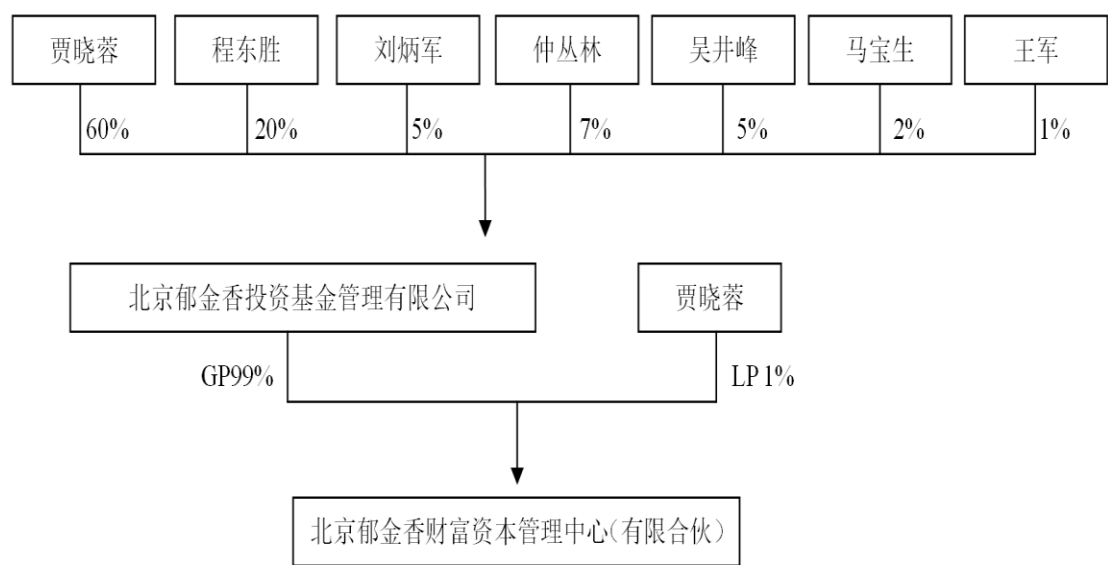 贾晓蓉 程东胜 刘炳军 仲丛林 吴井峰 马宝生 王军
60% 20% 5% 7% 5% 2% 1%
北京郁金香投资基金管理有限公司 贾晓蓉
GP99% LP 1%
北京郁金香财富资本管理中心（有限合伙）